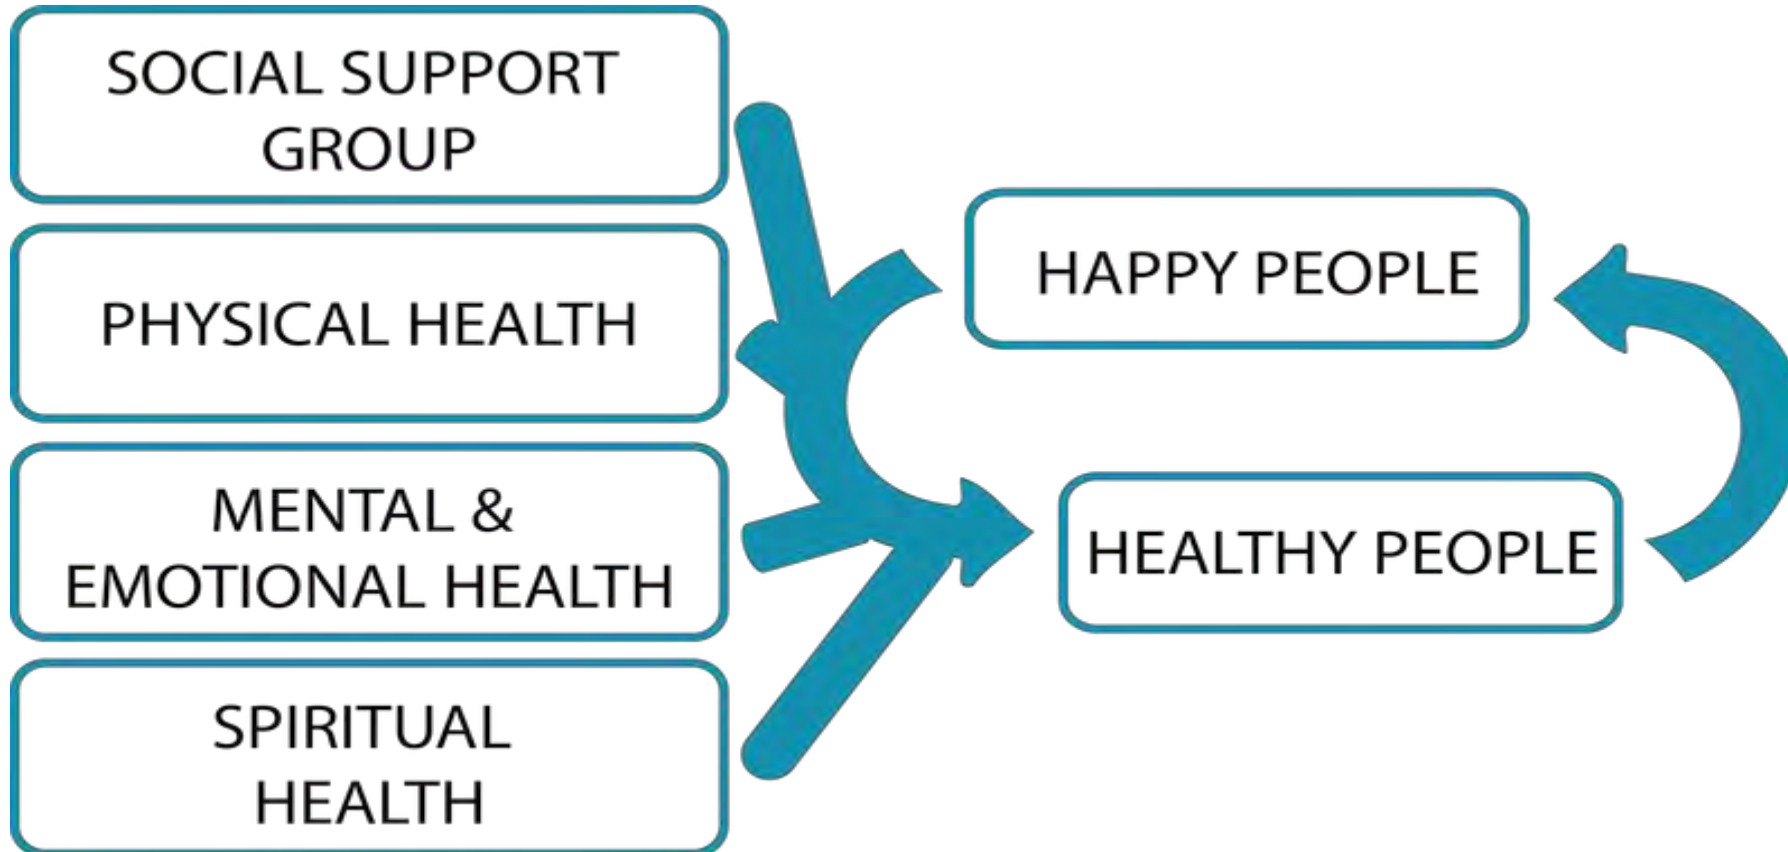 SOCIAL SUPPORT
GROUP
PHYSICAL HEALTH
MENTAL &
EMOTIONAL HEALTH
SPIRITUAL
HEALTH
HAPPY PEOPLE
HEALTHY PEOPLE